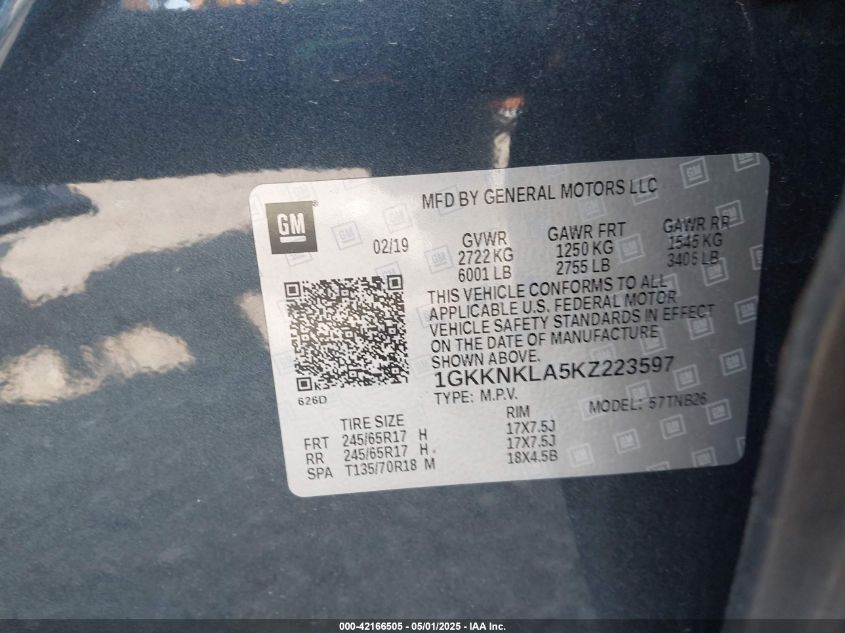 MFD BY GENERAL MOTORS LLC
GM
02/19
GVWR GAWR FRT GAWR RR
2722 KG 1250 KG 1545 KG
6001 LB 2755 LB 3406 LB
THIS VEHICLE CONFORMS TO ALL
APPLICABLE U.S. FEDERAL MOTOR
VEHICLE SAFETY STANDARDS IN EFFECT
ON THE DATE OF MANUFACTURE
SHOWN ABOVE.
626D
1GKKNKLA5KZ223597
TYPE: M.P.V. MODEL: 57TNB26
TIRE SIZE RIM
FRT 245/65R17 H 17X7.5J
RR 245/65R17 H 17X7.5J
SPA T135/70R18 M 18X4.5B
000-42166505 - 05/01/2025 - IAA Inc.